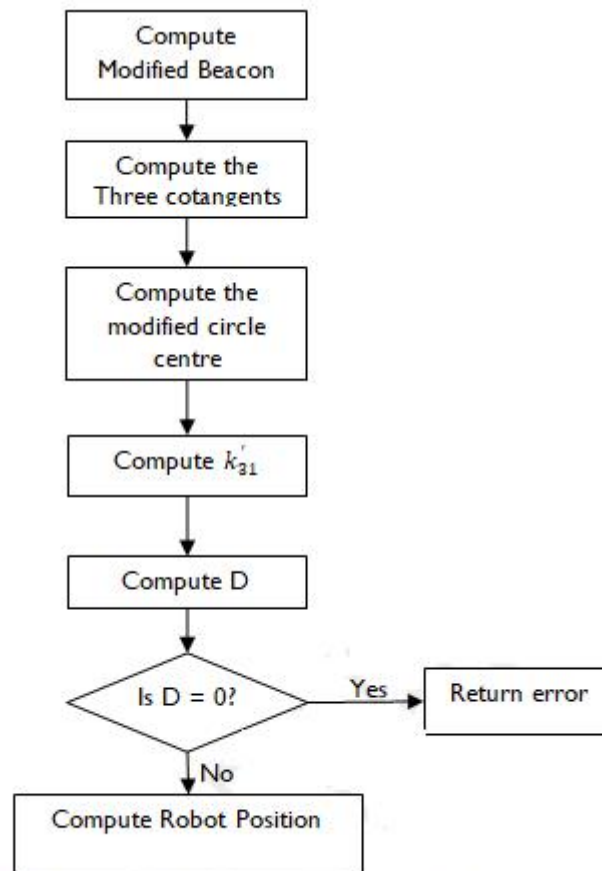 Compute
Modified Beacon
Compute the
Three cotangents
Compute the
modified circle
centre
Compute k′31
Compute D
Is D = 0?
Yes
Return error
No
Compute Robot Position